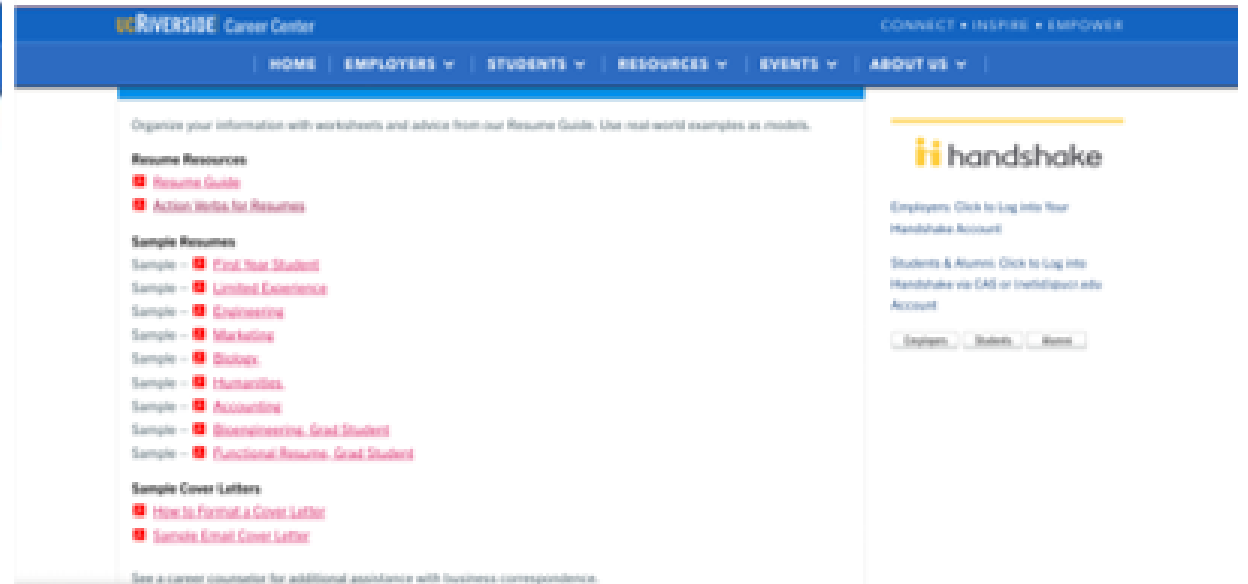 UCRIVERSIDE Career Center
CONNECT • INSPIRE • EMPOWER
HOME | EMPLOYERS | STUDENTS | RESOURCES | EVENTS | ABOUT US |
Organize your information with worksheets and advice from our Resume Guide. Use real-world examples as models.
Resume Resources
Resume Guide
Action Verbs for Resumes
Sample Resumes
Sample – First Year Student
Sample – Limited Experience
Sample – Engineering
Sample – Marketing
Sample – Biology
Sample – Humanities
Sample – Accounting
Sample – Bioengineering, Grad Student
Sample – Functional Resume, Grad Student
Sample Cover Letters
How to Format a Cover Letter
Sample Email Cover Letter
See a career counselor for additional assistance with business correspondence.
handshake
Employers: Click to Log into Your
Handshake Account
Students & Alumni: Click to Log into
Handshake via CAS or (netid)@ucr.edu
Account
Employers
Students
Alumni